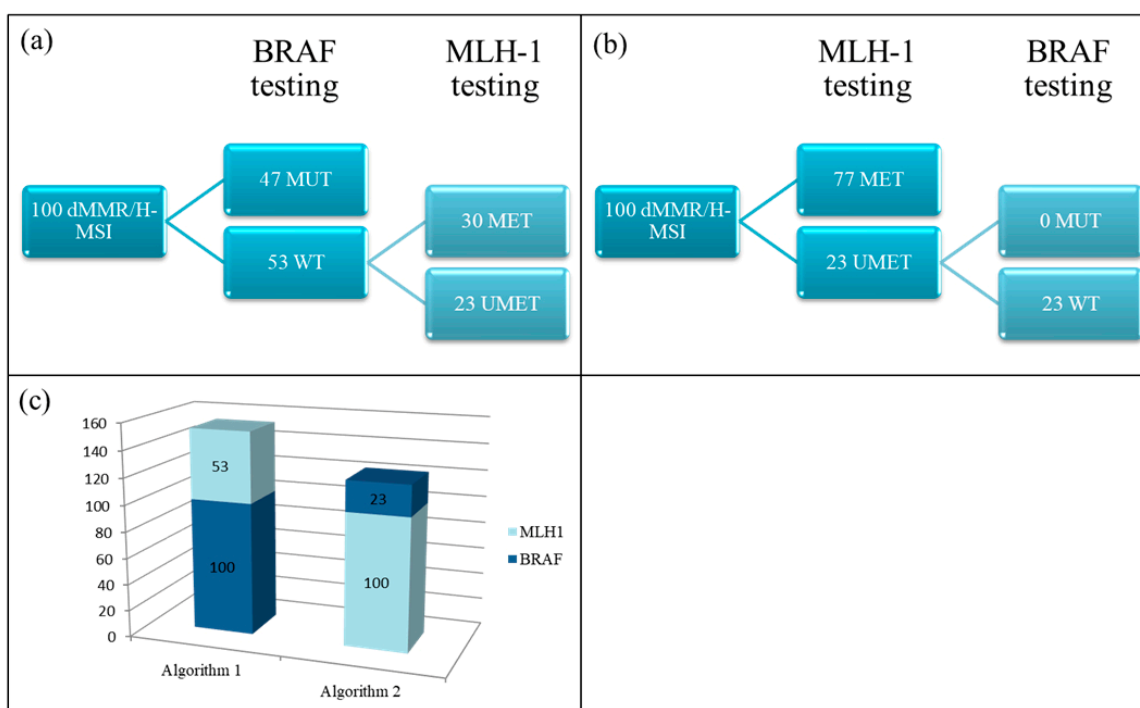 (a)
BRAF
testing
MLH-1
testing
100 dMMR/H-
MSI
47 MUT
53 WT
30 MET
23 UMET
(b)
MLH-1
testing
BRAF
testing
100 dMMR/H-
MSI
77 MET
23 UMET
0 MUT
23 WT
(c)
160
140
120
100
80
60
40
20
0
53
100
23
100
Algorithm 1
Algorithm 2
MLH1
BRAF